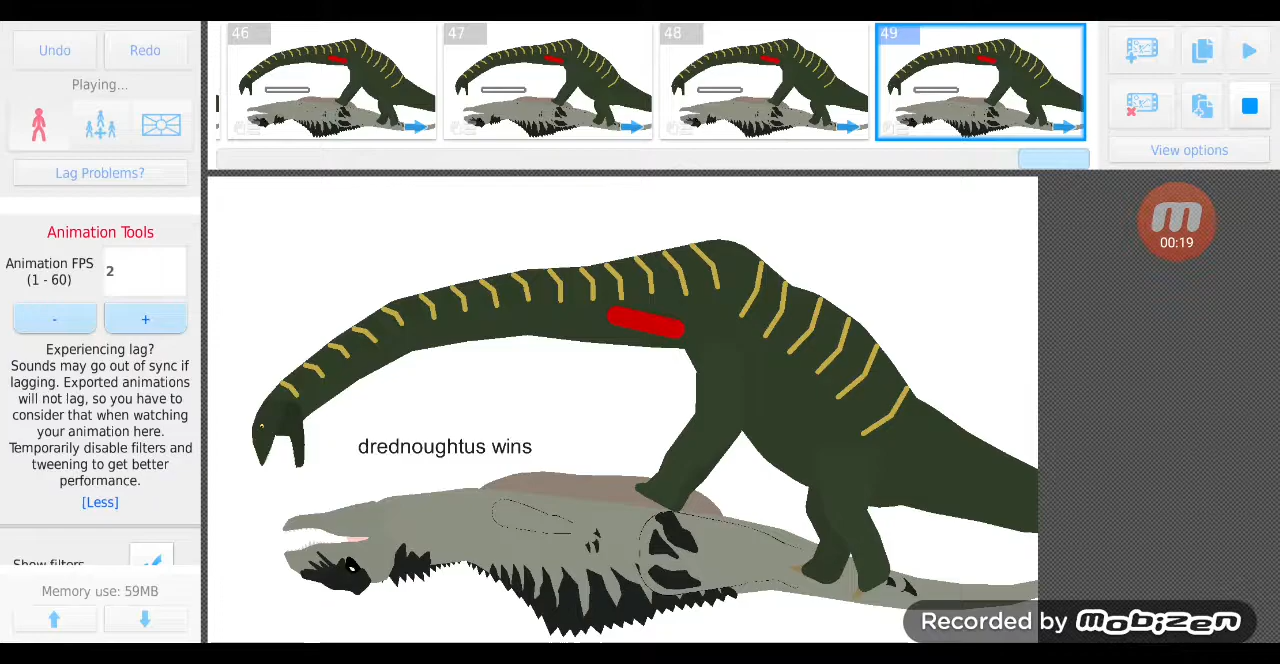 Undo Redo
Playing...
Lag Problems?
Animation Tools
Animation FPS
(1 - 60)
2
- +
Experiencing lag?
Sounds may go out of sync if
lagging. Exported animations
will not lag, so you have to
consider that when watching
your animation here.
Temporarily disable filters and
tweening to get better
performance.
[Less]
Show filters
Memory use: 59MB
46 47 48 49
View options
M
00:19
drednoughtus wins
Recorded by mobizen